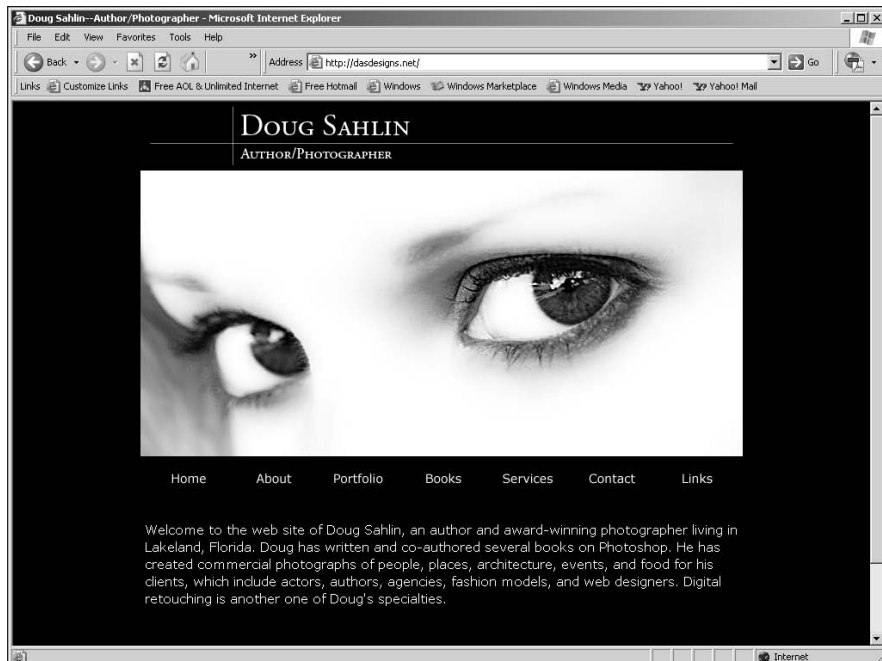 Doug Sahlin--Author/Photographer - Microsoft Internet Explorer
File Edit View Favorites Tools Help
Back » Address http://dasdesigns.net/ Go
Links Customize Links Free AOL & Unlimited Internet Free Hotmail Windows Windows Marketplace Windows Media Yahoo! Yahoo! Mail
Doug Sahlin
Author/Photographer
Home About Portfolio Books Services Contact Links
Welcome to the web site of Doug Sahlin, an author and award-winning photographer living in
Lakeland, Florida. Doug has written and co-authored several books on Photoshop. He has
created commercial photographs of people, places, architecture, events, and food for his
clients, which include actors, authors, agencies, fashion models, and web designers. Digital
retouching is another one of Doug's specialties.
Internet